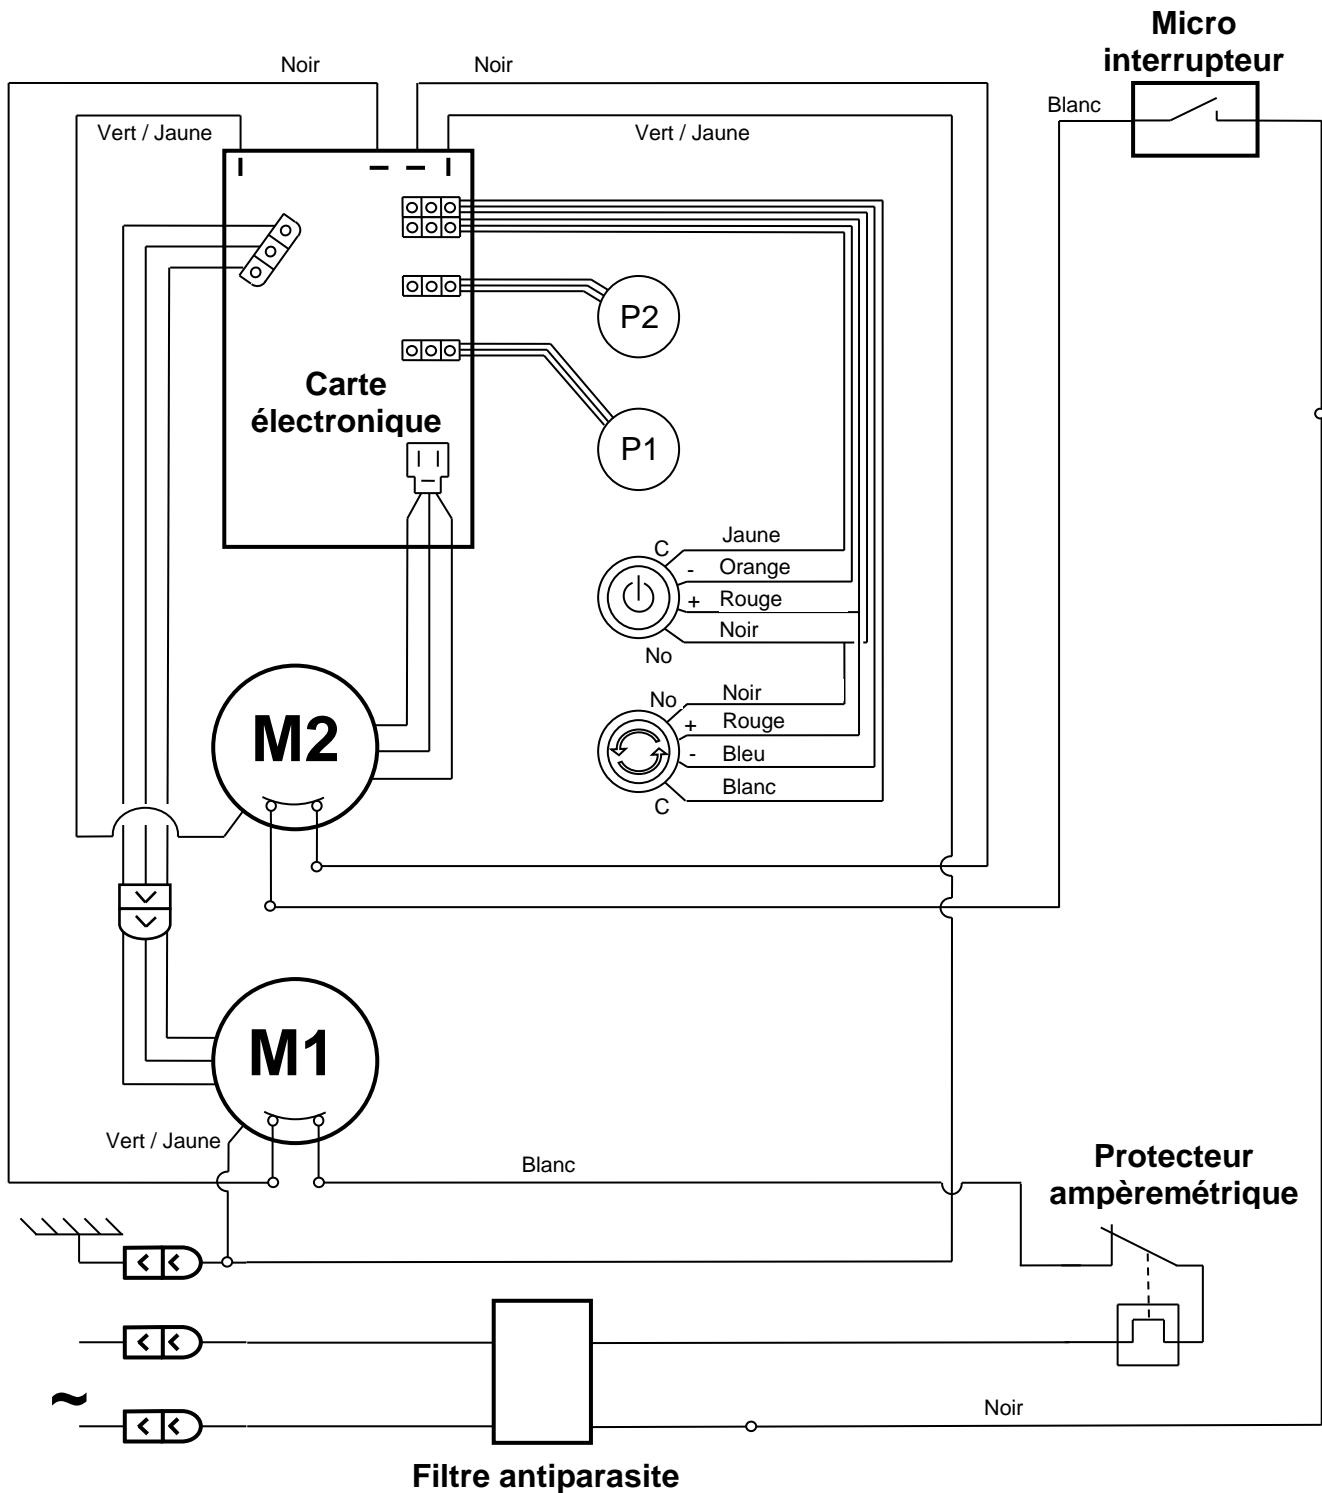 Micro
interrupteur
Noir
Noir
Blanc
Vert / Jaune
Vert / Jaune
P2
Carte
électronique
P1
C
Jaune
-
Orange
+
Rouge
Noir
No
No
Noir
+
Rouge
-
Bleu
Blanc
C
M2
M1
Vert / Jaune
Blanc
Protecteur
ampèremétrique
~
Noir
Filtre antiparasite